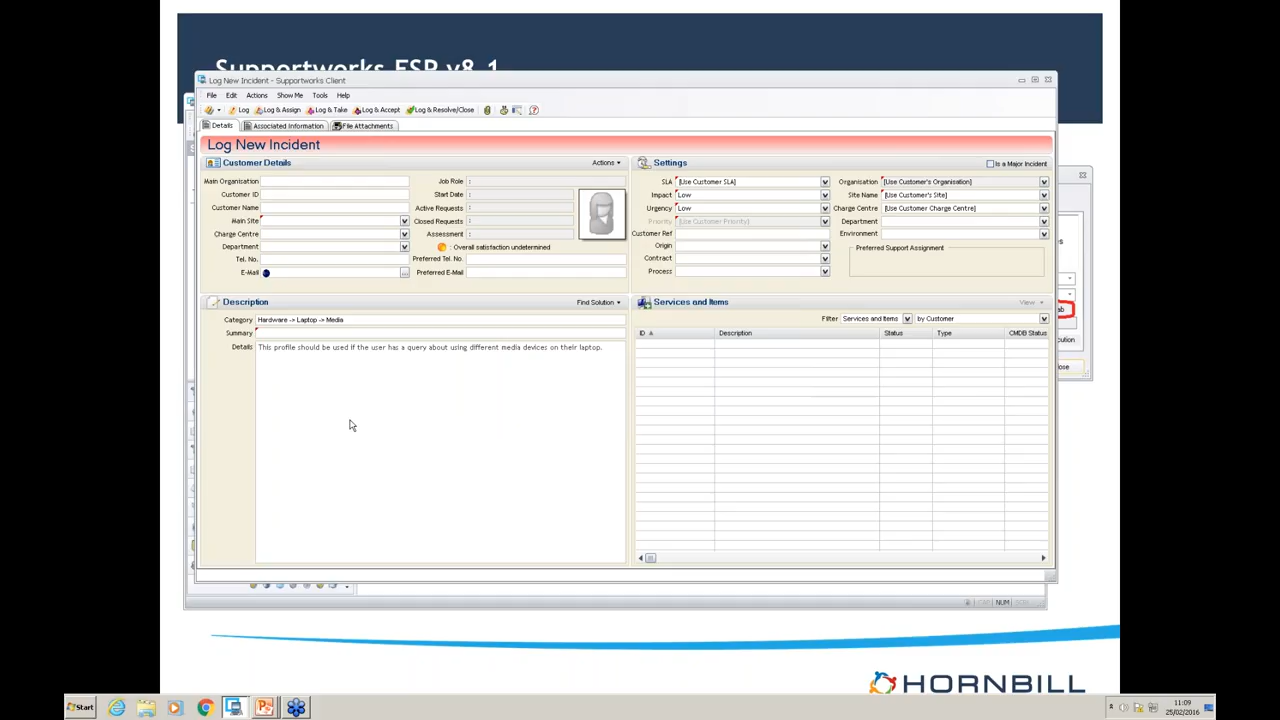 Supportworks ESP v8.1
Log New Incident - Supportworks Client
File Edit Actions Show Me Tools Help
Log Log & Assign Log & Take Log & Accept Log & Resolve/Close
Details Associated Information File Attachments
Log New Incident
Customer Details Actions
Main Organisation Job Role :
Customer ID Start Date :
Customer Name Active Requests :
Main Site Closed Requests :
Charge Centre Assessment :
Department : Overall satisfaction undetermined
Tel. No. Preferred Tel. No.
E-Mail Preferred E-Mail
Settings Is a Major Incident
SLA [Use Customer SLA] Organisation [Use Customer's Organisation]
Impact Low Site Name [Use Customer's Site]
Urgency Low Charge Centre [Use Customer Charge Centre]
Priority [Use Customer Priority] Department
Customer Ref Environment
Origin Preferred Support Assignment
Contract
Process
Description Find Solution
Category Hardware -> Laptop -> Media
Summary
Details This profile should be used if the user has a query about using different media devices on their laptop.
Services and Items View
Filter Services and Items by Customer
ID Description Status Type CMDB Status
NUM
HORNBILL
Start
11:09
25/02/2016